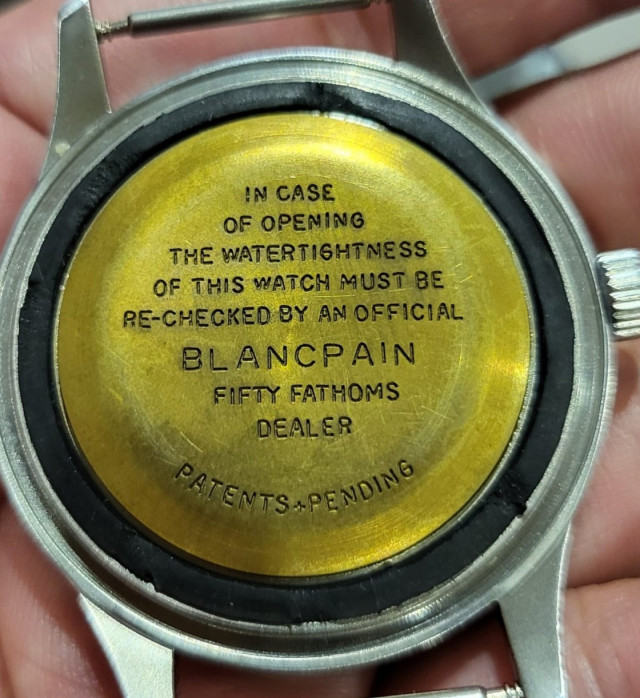 IN CASE
OF OPENING
THE WATERTIGHTNESS
OF THIS WATCH MUST BE
RE-CHECKED BY AN OFFICIAL
BLANCPAIN
FIFTY FATHOMS
DEALER
PATENTS+PENDING